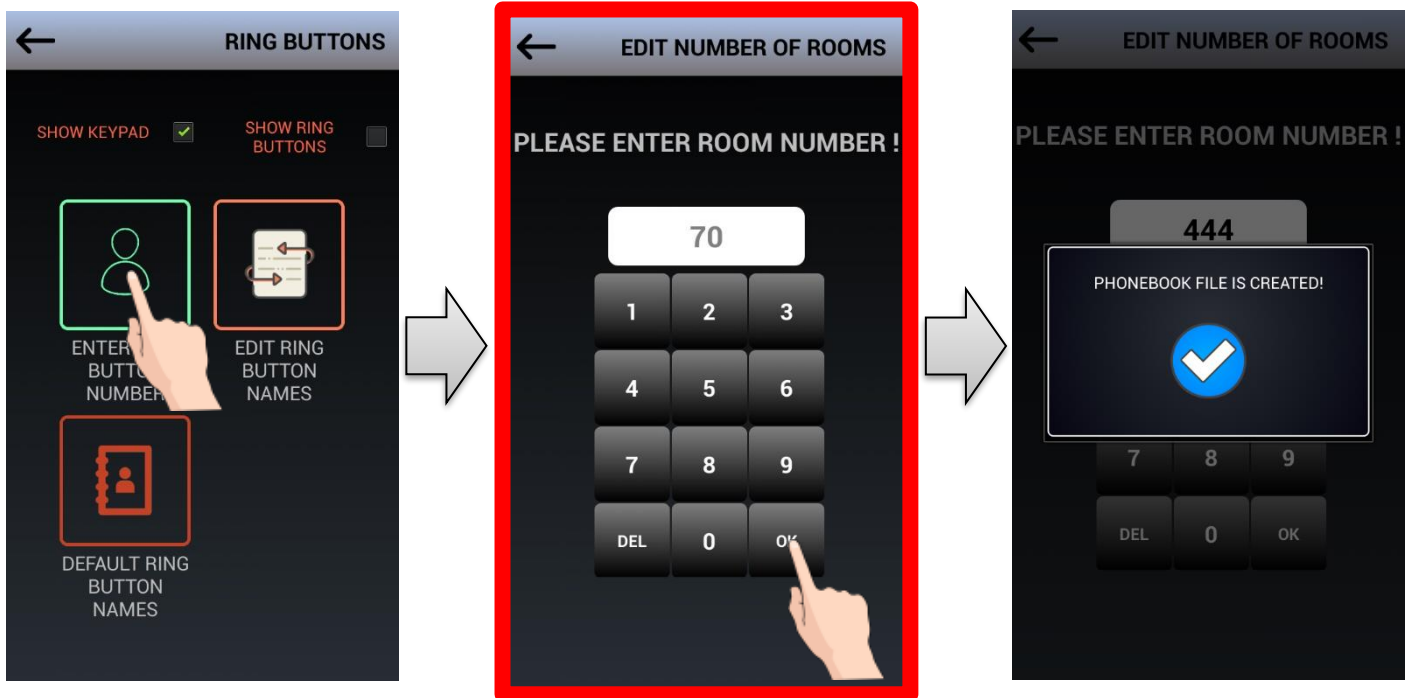 RING BUTTONS
SHOW KEYPAD
SHOW RING
BUTTONS
ENTER
BUTT
NUMBER
EDIT RING
BUTTON
NAMES
DEFAULT RING
BUTTON
NAMES
EDIT NUMBER OF ROOMS
PLEASE ENTER ROOM NUMBER !
70
1 2 3
4 5 6
7 8 9
DEL 0 OK
EDIT NUMBER OF ROOMS
PLEASE ENTER ROOM NUMBER !
444
PHONEBOOK FILE IS CREATED!
7 8 9
DEL 0 OK